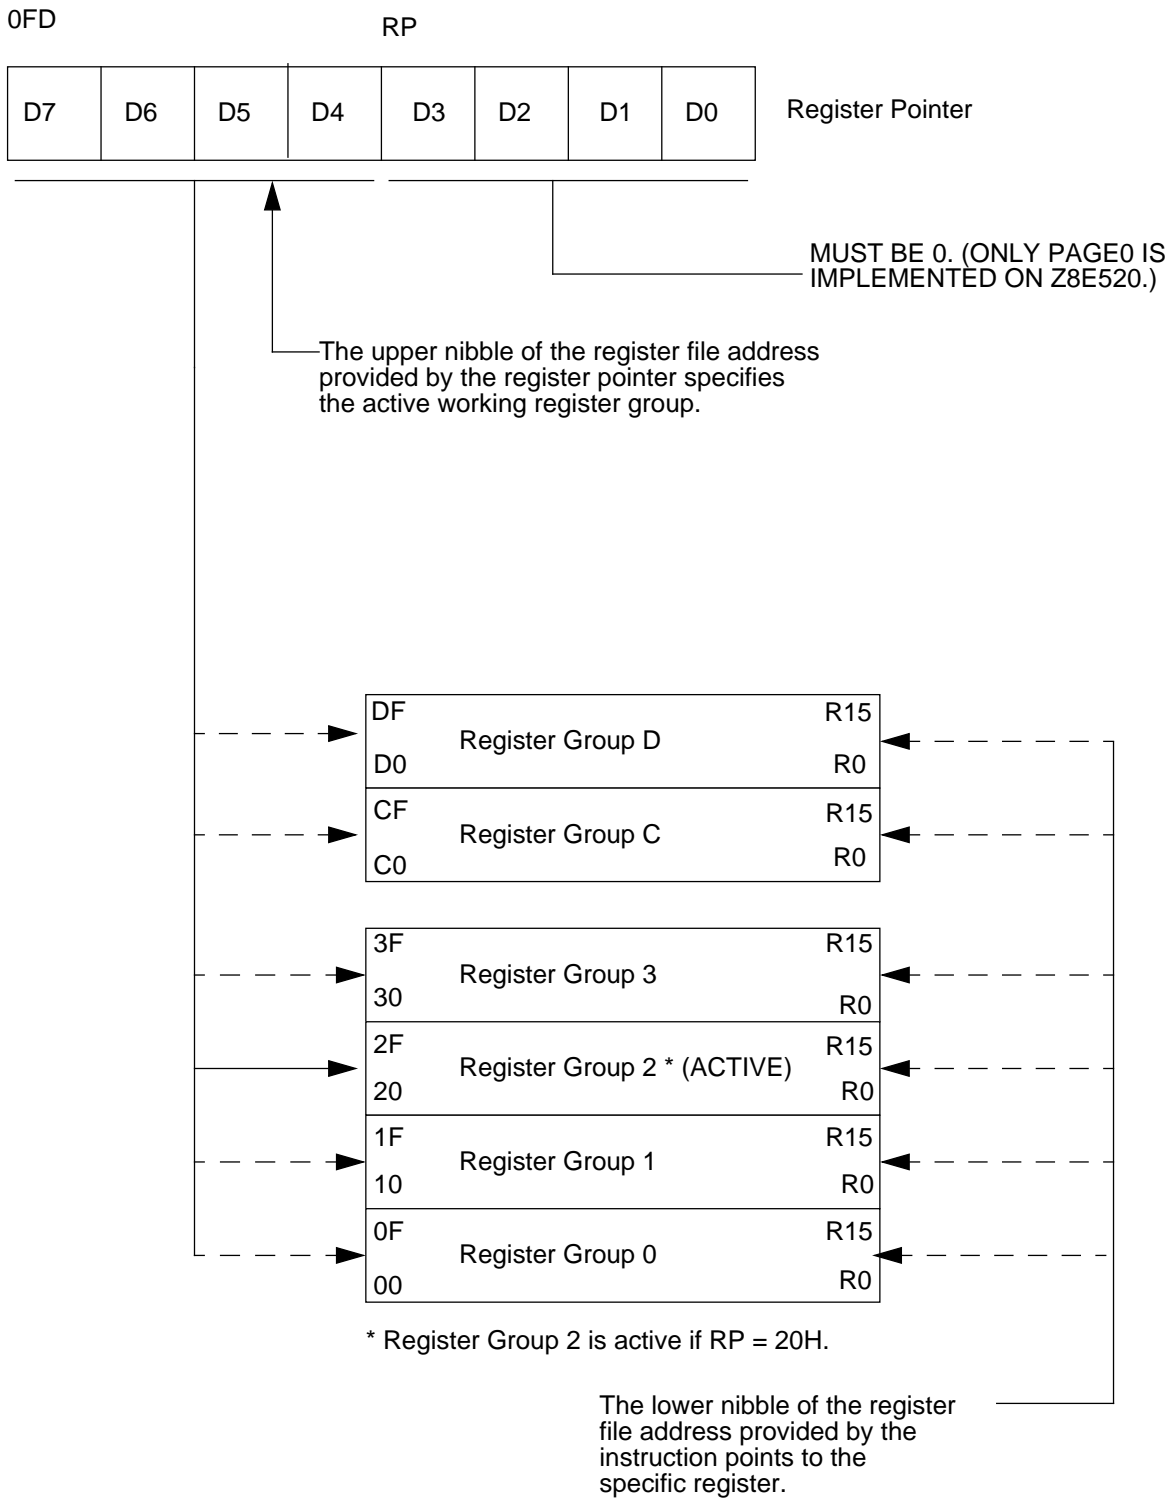 0FD
RP
D7 D6 D5 D4 D3 D2 D1 D0 Register Pointer
MUST BE 0. (ONLY PAGE0 IS
IMPLEMENTED ON Z8E520.)
The upper nibble of the register file address
provided by the register pointer specifies
the active working register group.
DF R15
Register Group D
D0 R0
CF R15
Register Group C
C0 R0
3F R15
Register Group 3
30 R0
2F R15
Register Group 2 * (ACTIVE)
20 R0
1F R15
Register Group 1
10 R0
0F R15
Register Group 0
00 R0
* Register Group 2 is active if RP = 20H.
The lower nibble of the register
file address provided by the
instruction points to the
specific register.